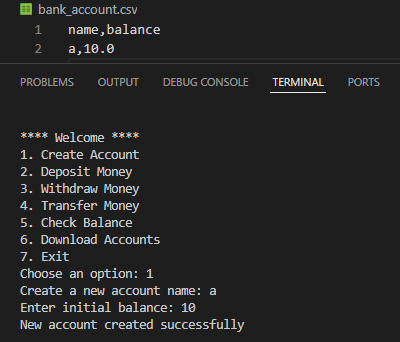 bank_account.csv
1 name,balance
2 a,10.0
PROBLEMS OUTPUT DEBUG CONSOLE TERMINAL PORTS
**** Welcome ****
1. Create Account
2. Deposit Money
3. Withdraw Money
4. Transfer Money
5. Check Balance
6. Download Accounts
7. Exit
Choose an option: 1
Create a new account name: a
Enter initial balance: 10
New account created successfully